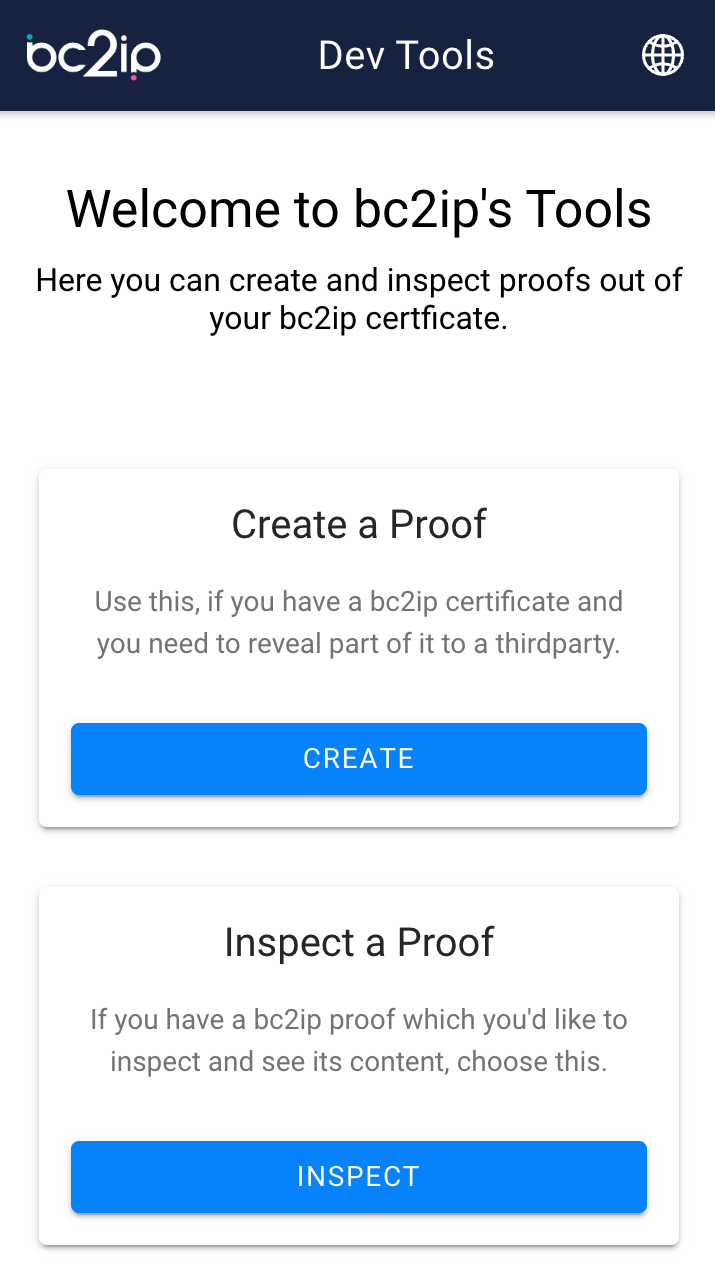 bc2ip
Dev Tools
Welcome to bc2ip's Tools
Here you can create and inspect proofs out of
your bc2ip certficate.
Create a Proof
Use this, if you have a bc2ip certificate and
you need to reveal part of it to a thirdparty.
CREATE
Inspect a Proof
If you have a bc2ip proof which you'd like to
inspect and see its content, choose this.
INSPECT